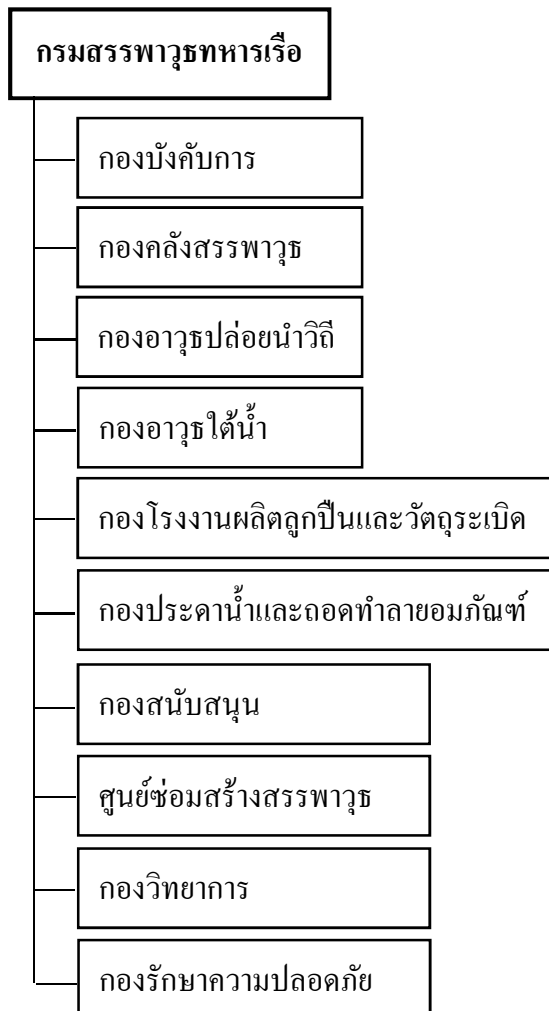 กรมสรรพาวุธทหารเรือ
กองบังคับการ
กองคลังสรรพาวุธ
กองอาวุธปล่อยนำวิถี
กองอาวุธใต้น้ำ
กองโรงงานผลิตลูกปืนและวัตถุระเบิด
กองประดาน้ำและถอดทำลายอมภัณฑ์
กองสนับสนุน
ศูนย์ซ่อมสร้างสรรพาวุธ
กองวิทยาการ
กองรักษาความปลอดภัย